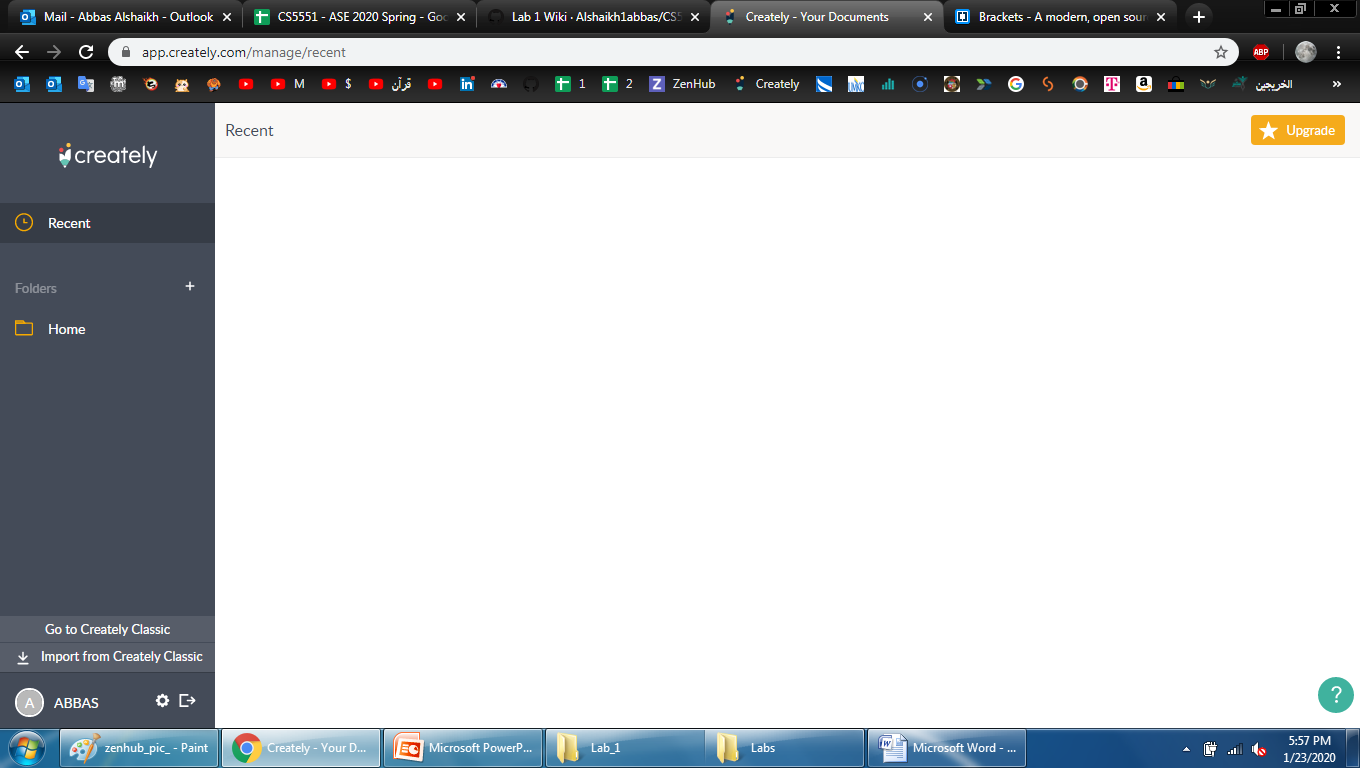 Mail - Abbas Alshaikh - Outlook
CS5551 - ASE 2020 Spring - Goo
Lab 1 Wiki · Alshaikh1abbas/CS5
Creately - Your Documents
Brackets - A modern, open sour
app.creately.com/manage/recent
ABP
M
$
قرآن
1
2
ZenHub
Creately
الخريجين
»
creately
Recent
Folders
+
Home
Go to Creately Classic
Import from Creately Classic
A
ABBAS
Recent
Upgrade
?
zenhub_pic_ - Paint
Creately - Your D...
Microsoft PowerP...
Lab_1
Labs
Microsoft Word - ...
5:57 PM
1/23/2020